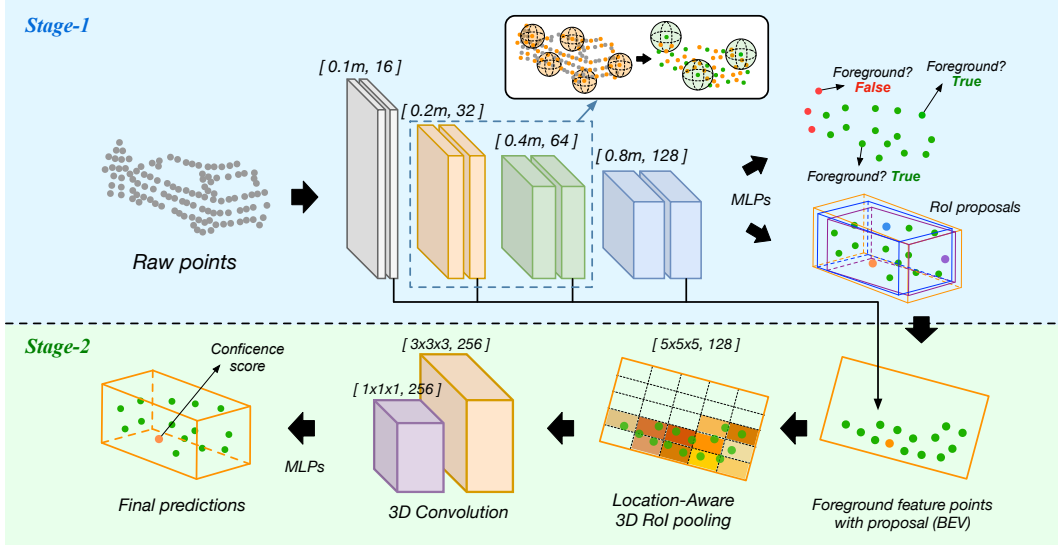 Stage-1
[ 0.1m, 16 ]
[ 0.2m, 32 ]
[ 0.4m, 64 ]
[ 0.8m, 128 ]
Raw points
MLPs
Foreground?
False
Foreground?
True
Foreground? True
RoI proposals
Stage-2
Conficence
score
MLPs
Final predictions
[ 3x3x3, 256 ]
[ 1x1x1, 256 ]
3D Convolution
[ 5x5x5, 128 ]
Location-Aware
3D RoI pooling
Foreground feature points
with proposal (BEV)